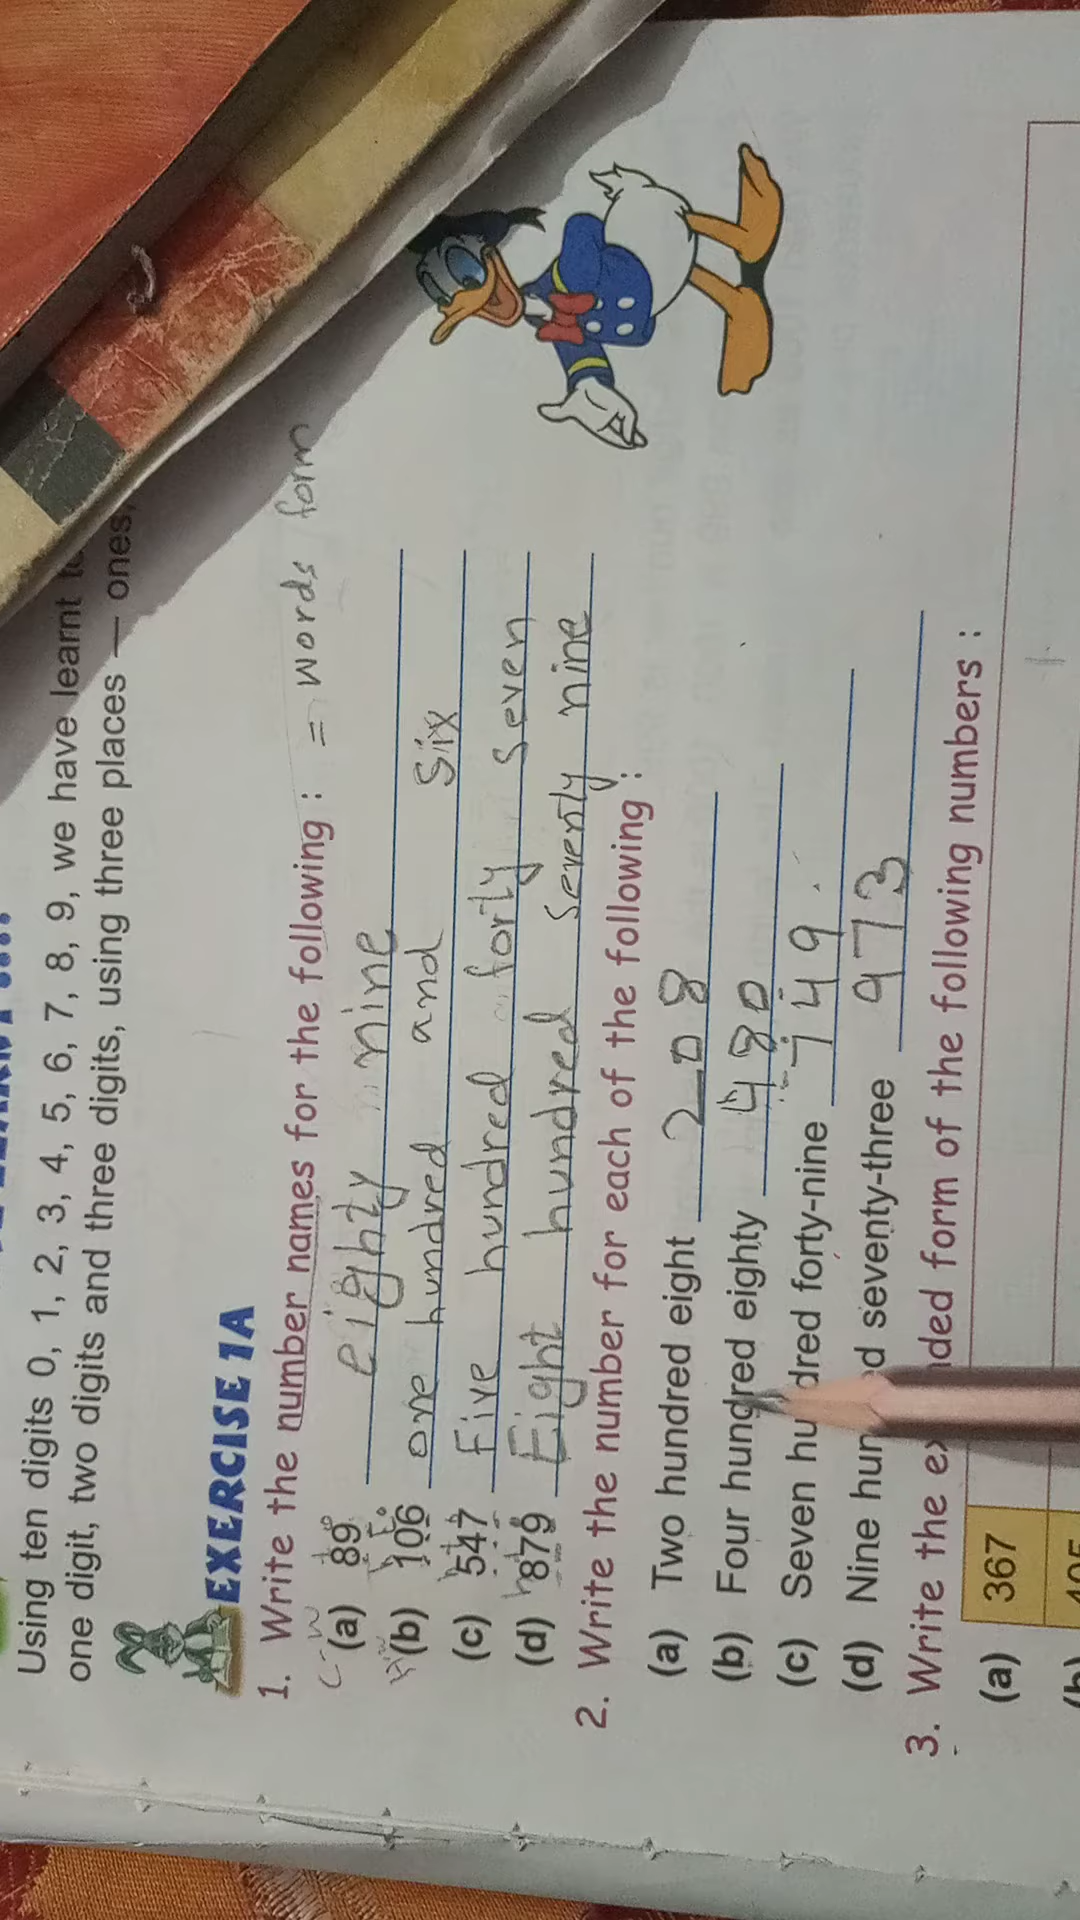 Using ten digits 0, 1, 2, 3, 4, 5, 6, 7, 8, 9, we have learnt
one digit, two digits and three digits, using three places — ones,
EXERCISE 1A
1. Write the number names for the following : = words form
(a) 89 eighty nine
(b) 106 one hundred and six
(c) 547 Five hundred forty seven
(d) 879 Eight hundred seventy nine
2. Write the number for each of the following :
(a) Two hundred eight 208
(b) Four hundred eighty 480
(c) Seven hundred forty-nine 749
(d) Nine hundred seventy-three 973
3. Write the expanded form of the following numbers :
(a) 367